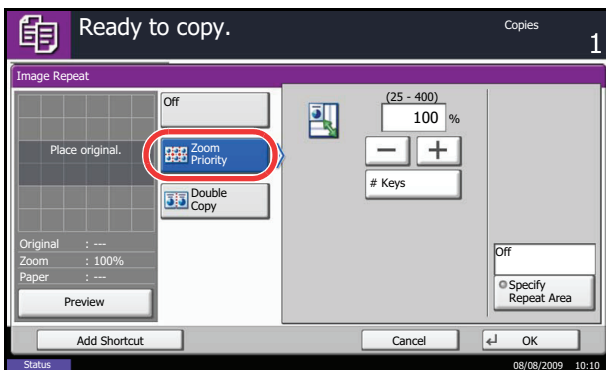 Ready to copy.
Copies
1
Image Repeat
Place original.
Original : ---
Zoom : 100%
Paper : ---
Preview
Off
Zoom
Priority
Double
Copy
(25 - 400)
100 %
# Keys
Off
Specify
Repeat Area
Add Shortcut
Cancel
OK
Status
08/08/2009 10:10